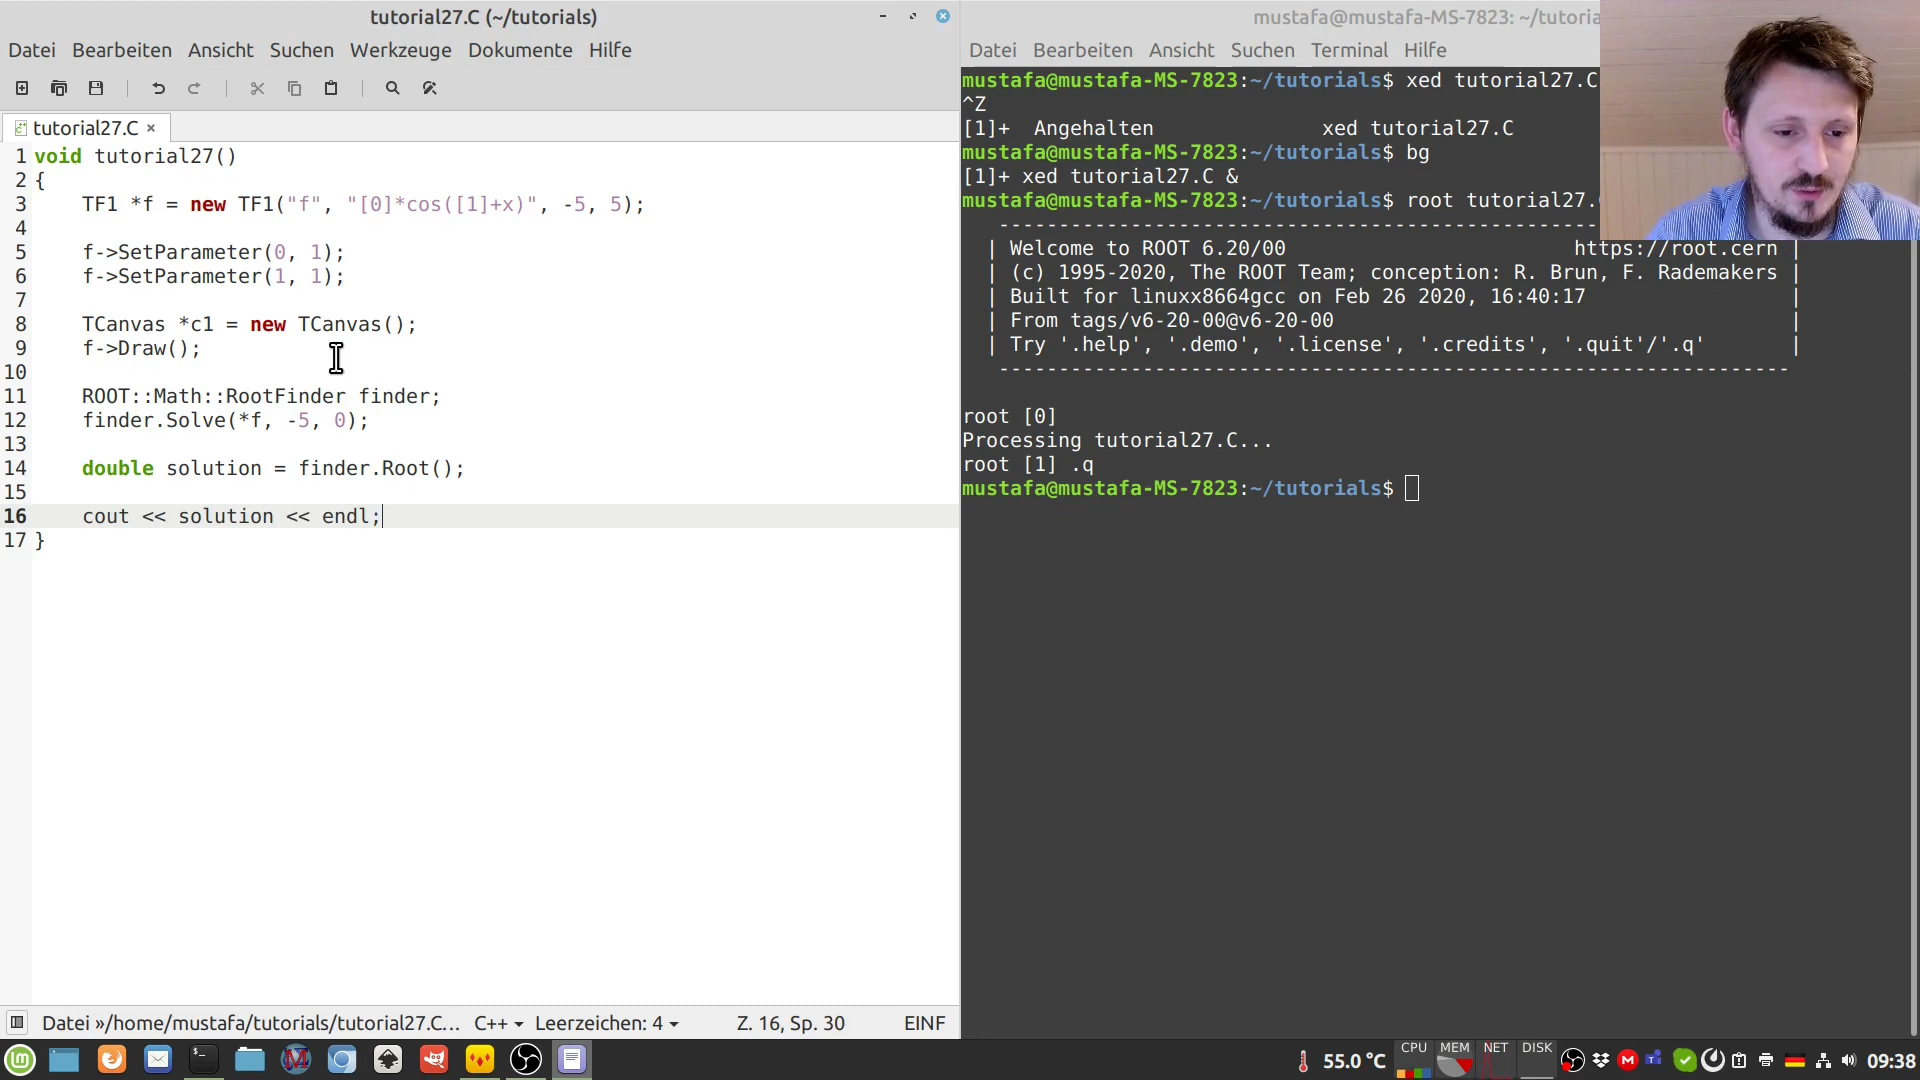 tutorial27.C (~/tutorials)
Datei Bearbeiten Ansicht Suchen Werkzeuge Dokumente Hilfe
tutorial27.C ×
1 void tutorial27()
2 {
3 TF1 *f = new TF1("f", "[0]*cos([1]+x)", -5, 5);
4
5 f->SetParameter(0, 1);
6 f->SetParameter(1, 1);
7
8 TCanvas *c1 = new TCanvas();
9 f->Draw();
10
11 ROOT::Math::RootFinder finder;
12 finder.Solve(*f, -5, 0);
13
14 double solution = finder.Root();
15
16 cout << solution << endl;
17 }
Datei »/home/mustafa/tutorials/tutorial27.C… C++ Leerzeichen: 4 Z. 16, Sp. 30 EINF
mustafa@mustafa-MS-7823: ~/tutoria
Datei Bearbeiten Ansicht Suchen Terminal Hilfe
mustafa@mustafa-MS-7823:~/tutorials$ xed tutorial27.C
^Z
[1]+ Angehalten xed tutorial27.C
mustafa@mustafa-MS-7823:~/tutorials$ bg
[1]+ xed tutorial27.C &
mustafa@mustafa-MS-7823:~/tutorials$ root tutorial27.
------------------------------------------------------------------
| Welcome to ROOT 6.20/00 https://root.cern |
| (c) 1995-2020, The ROOT Team; conception: R. Brun, F. Rademakers |
| Built for linuxx8664gcc on Feb 26 2020, 16:40:17 |
| From tags/v6-20-00@v6-20-00 |
| Try '.help', '.demo', '.license', '.credits', '.quit'/'.q' |
------------------------------------------------------------------
root [0]
Processing tutorial27.C...
root [1] .q
mustafa@mustafa-MS-7823:~/tutorials$
55.0 °C CPU MEM NET DISK 09:38